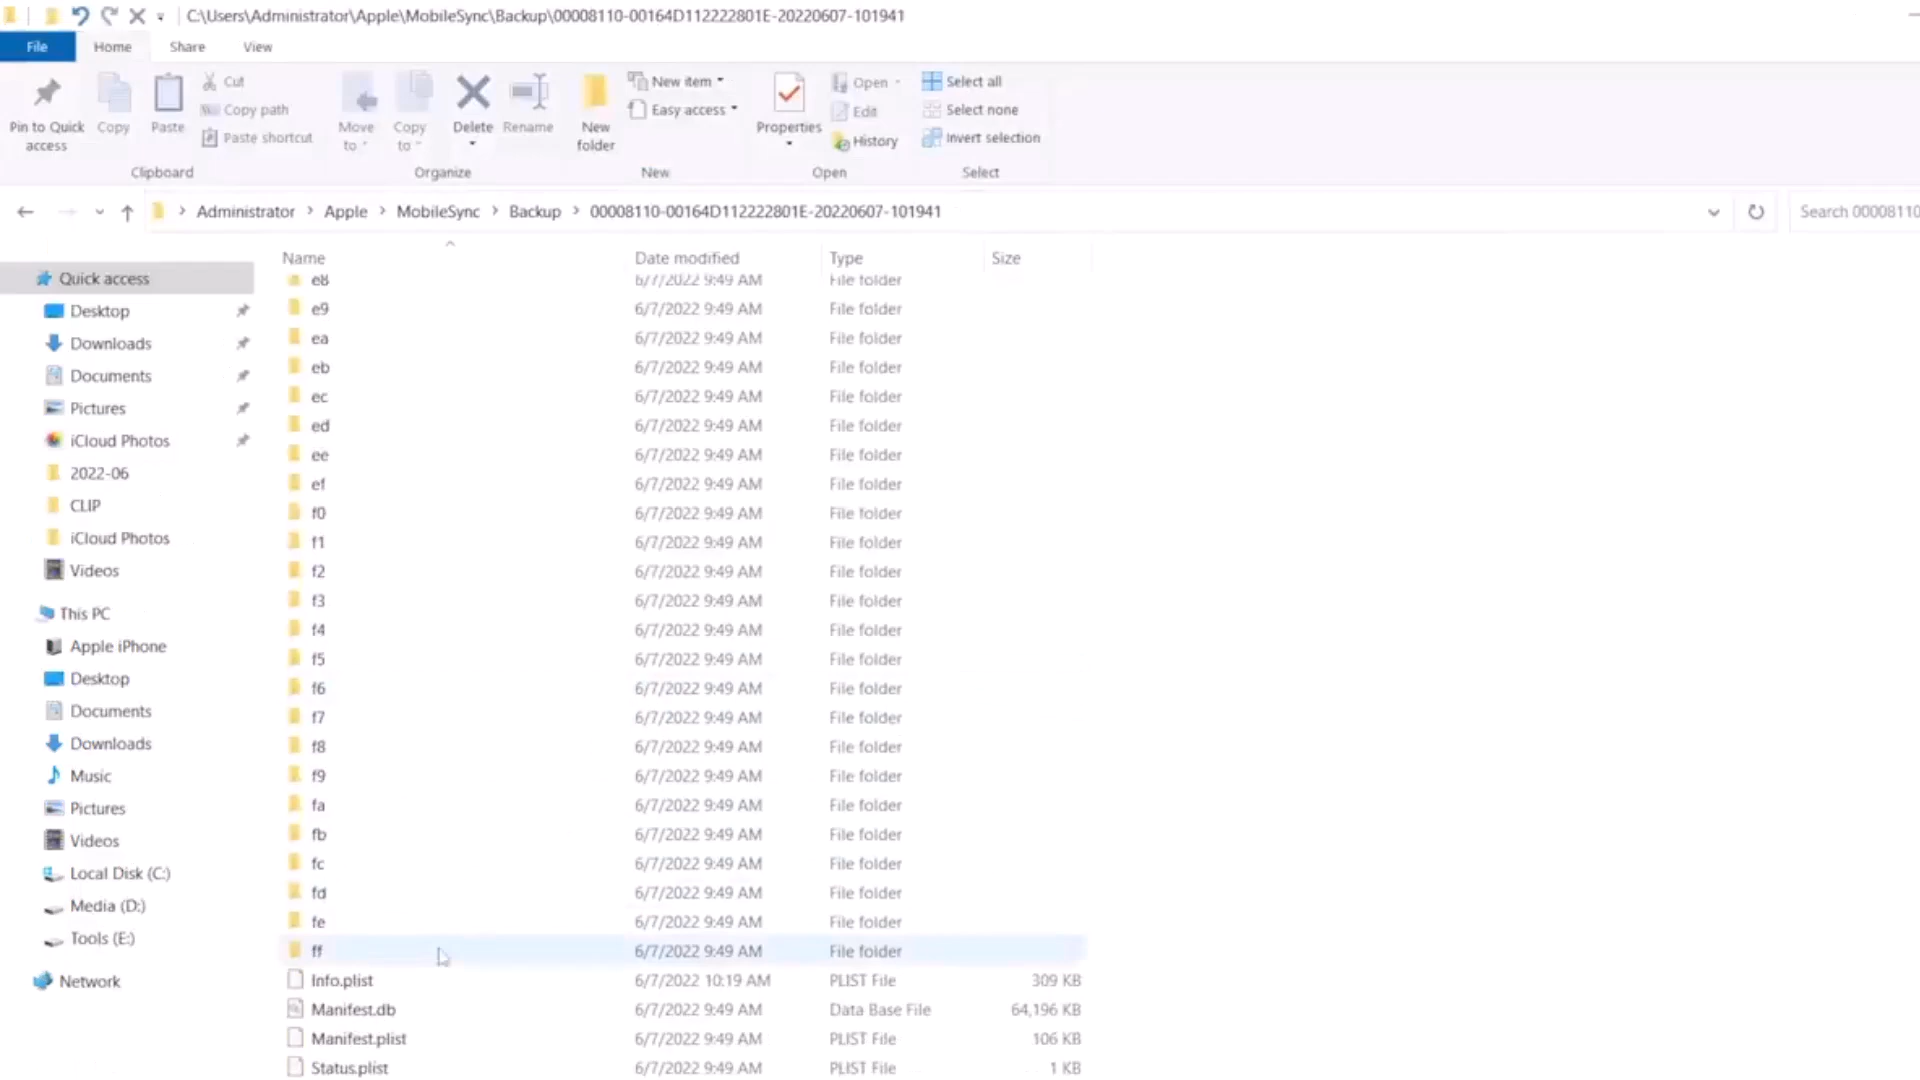 C:\Users\Administrator\Apple\MobileSync\Backup\00008110-00164D112222801E-20220607-101941
File Home Share View
Pin to Quick access
Copy
Paste
Cut
Copy path
Paste shortcut
Clipboard
Move to
Copy to
Delete
Rename
Organize
New folder
New item
Easy access
New
Properties
Open
Edit
History
Open
Select all
Select none
Invert selection
Select
Administrator > Apple > MobileSync > Backup > 00008110-00164D112222801E-20220607-101941
Search 00008110
Quick access
Desktop
Downloads
Documents
Pictures
iCloud Photos
2022-06
CLIP
iCloud Photos
Videos
This PC
Apple iPhone
Desktop
Documents
Downloads
Music
Pictures
Videos
Local Disk (C:)
Media (D:)
Tools (E:)
Network
Name Date modified Type Size
e8 6/7/2022 9:49 AM File folder
e9 6/7/2022 9:49 AM File folder
ea 6/7/2022 9:49 AM File folder
eb 6/7/2022 9:49 AM File folder
ec 6/7/2022 9:49 AM File folder
ed 6/7/2022 9:49 AM File folder
ee 6/7/2022 9:49 AM File folder
ef 6/7/2022 9:49 AM File folder
f0 6/7/2022 9:49 AM File folder
f1 6/7/2022 9:49 AM File folder
f2 6/7/2022 9:49 AM File folder
f3 6/7/2022 9:49 AM File folder
f4 6/7/2022 9:49 AM File folder
f5 6/7/2022 9:49 AM File folder
f6 6/7/2022 9:49 AM File folder
f7 6/7/2022 9:49 AM File folder
f8 6/7/2022 9:49 AM File folder
f9 6/7/2022 9:49 AM File folder
fa 6/7/2022 9:49 AM File folder
fb 6/7/2022 9:49 AM File folder
fc 6/7/2022 9:49 AM File folder
fd 6/7/2022 9:49 AM File folder
fe 6/7/2022 9:49 AM File folder
ff 6/7/2022 9:49 AM File folder
Info.plist 6/7/2022 10:19 AM PLIST File 309 KB
Manifest.db 6/7/2022 9:49 AM Data Base File 64,196 KB
Manifest.plist 6/7/2022 9:49 AM PLIST File 106 KB
Status.plist 6/7/2022 9:49 AM PLIST File 1 KB